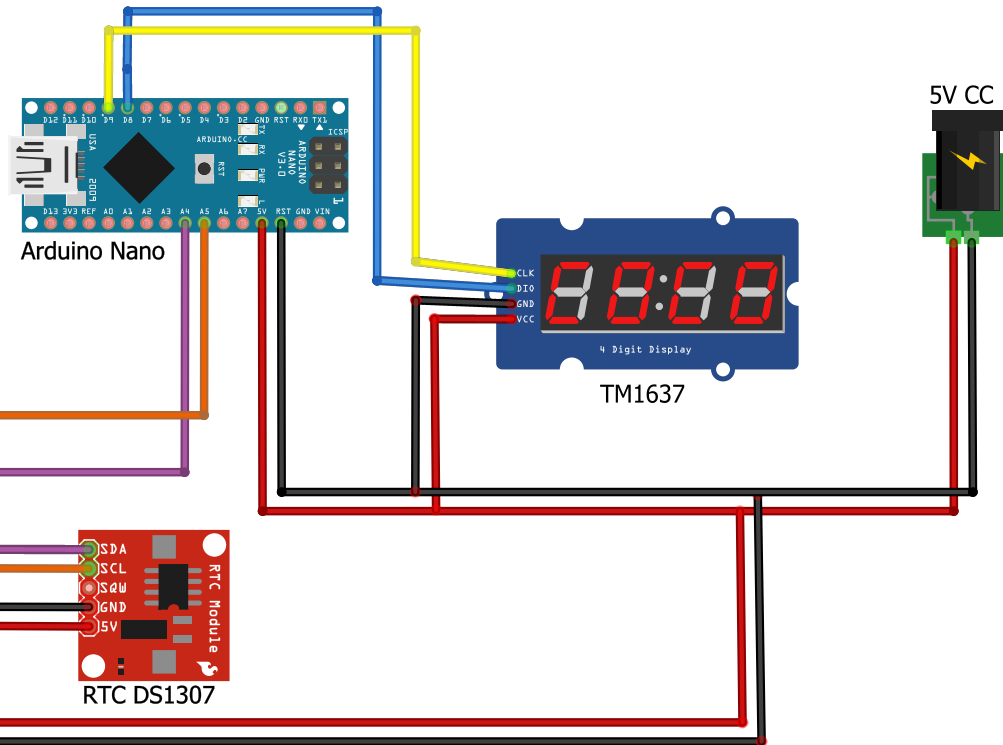 5V CC
D12 D11 D10 D9 D8 D7 D6 D5 D4 D3 D2 GND RST RX0 TX1
TX
RX
PWR
L
ICSP
1
ARDUINO.CC
RST
ARDUINO
NANO
V3.0
USA
2009
D13 3V3 REF A0 A1 A2 A3 A4 A5 A6 A7 5V RST GND VIN
Arduino Nano
CLK
DIO
GND
VCC
4 Digit Display
TM1637
SDA
SCL
SQW
GND
5V
RTC Module
RTC DS1307